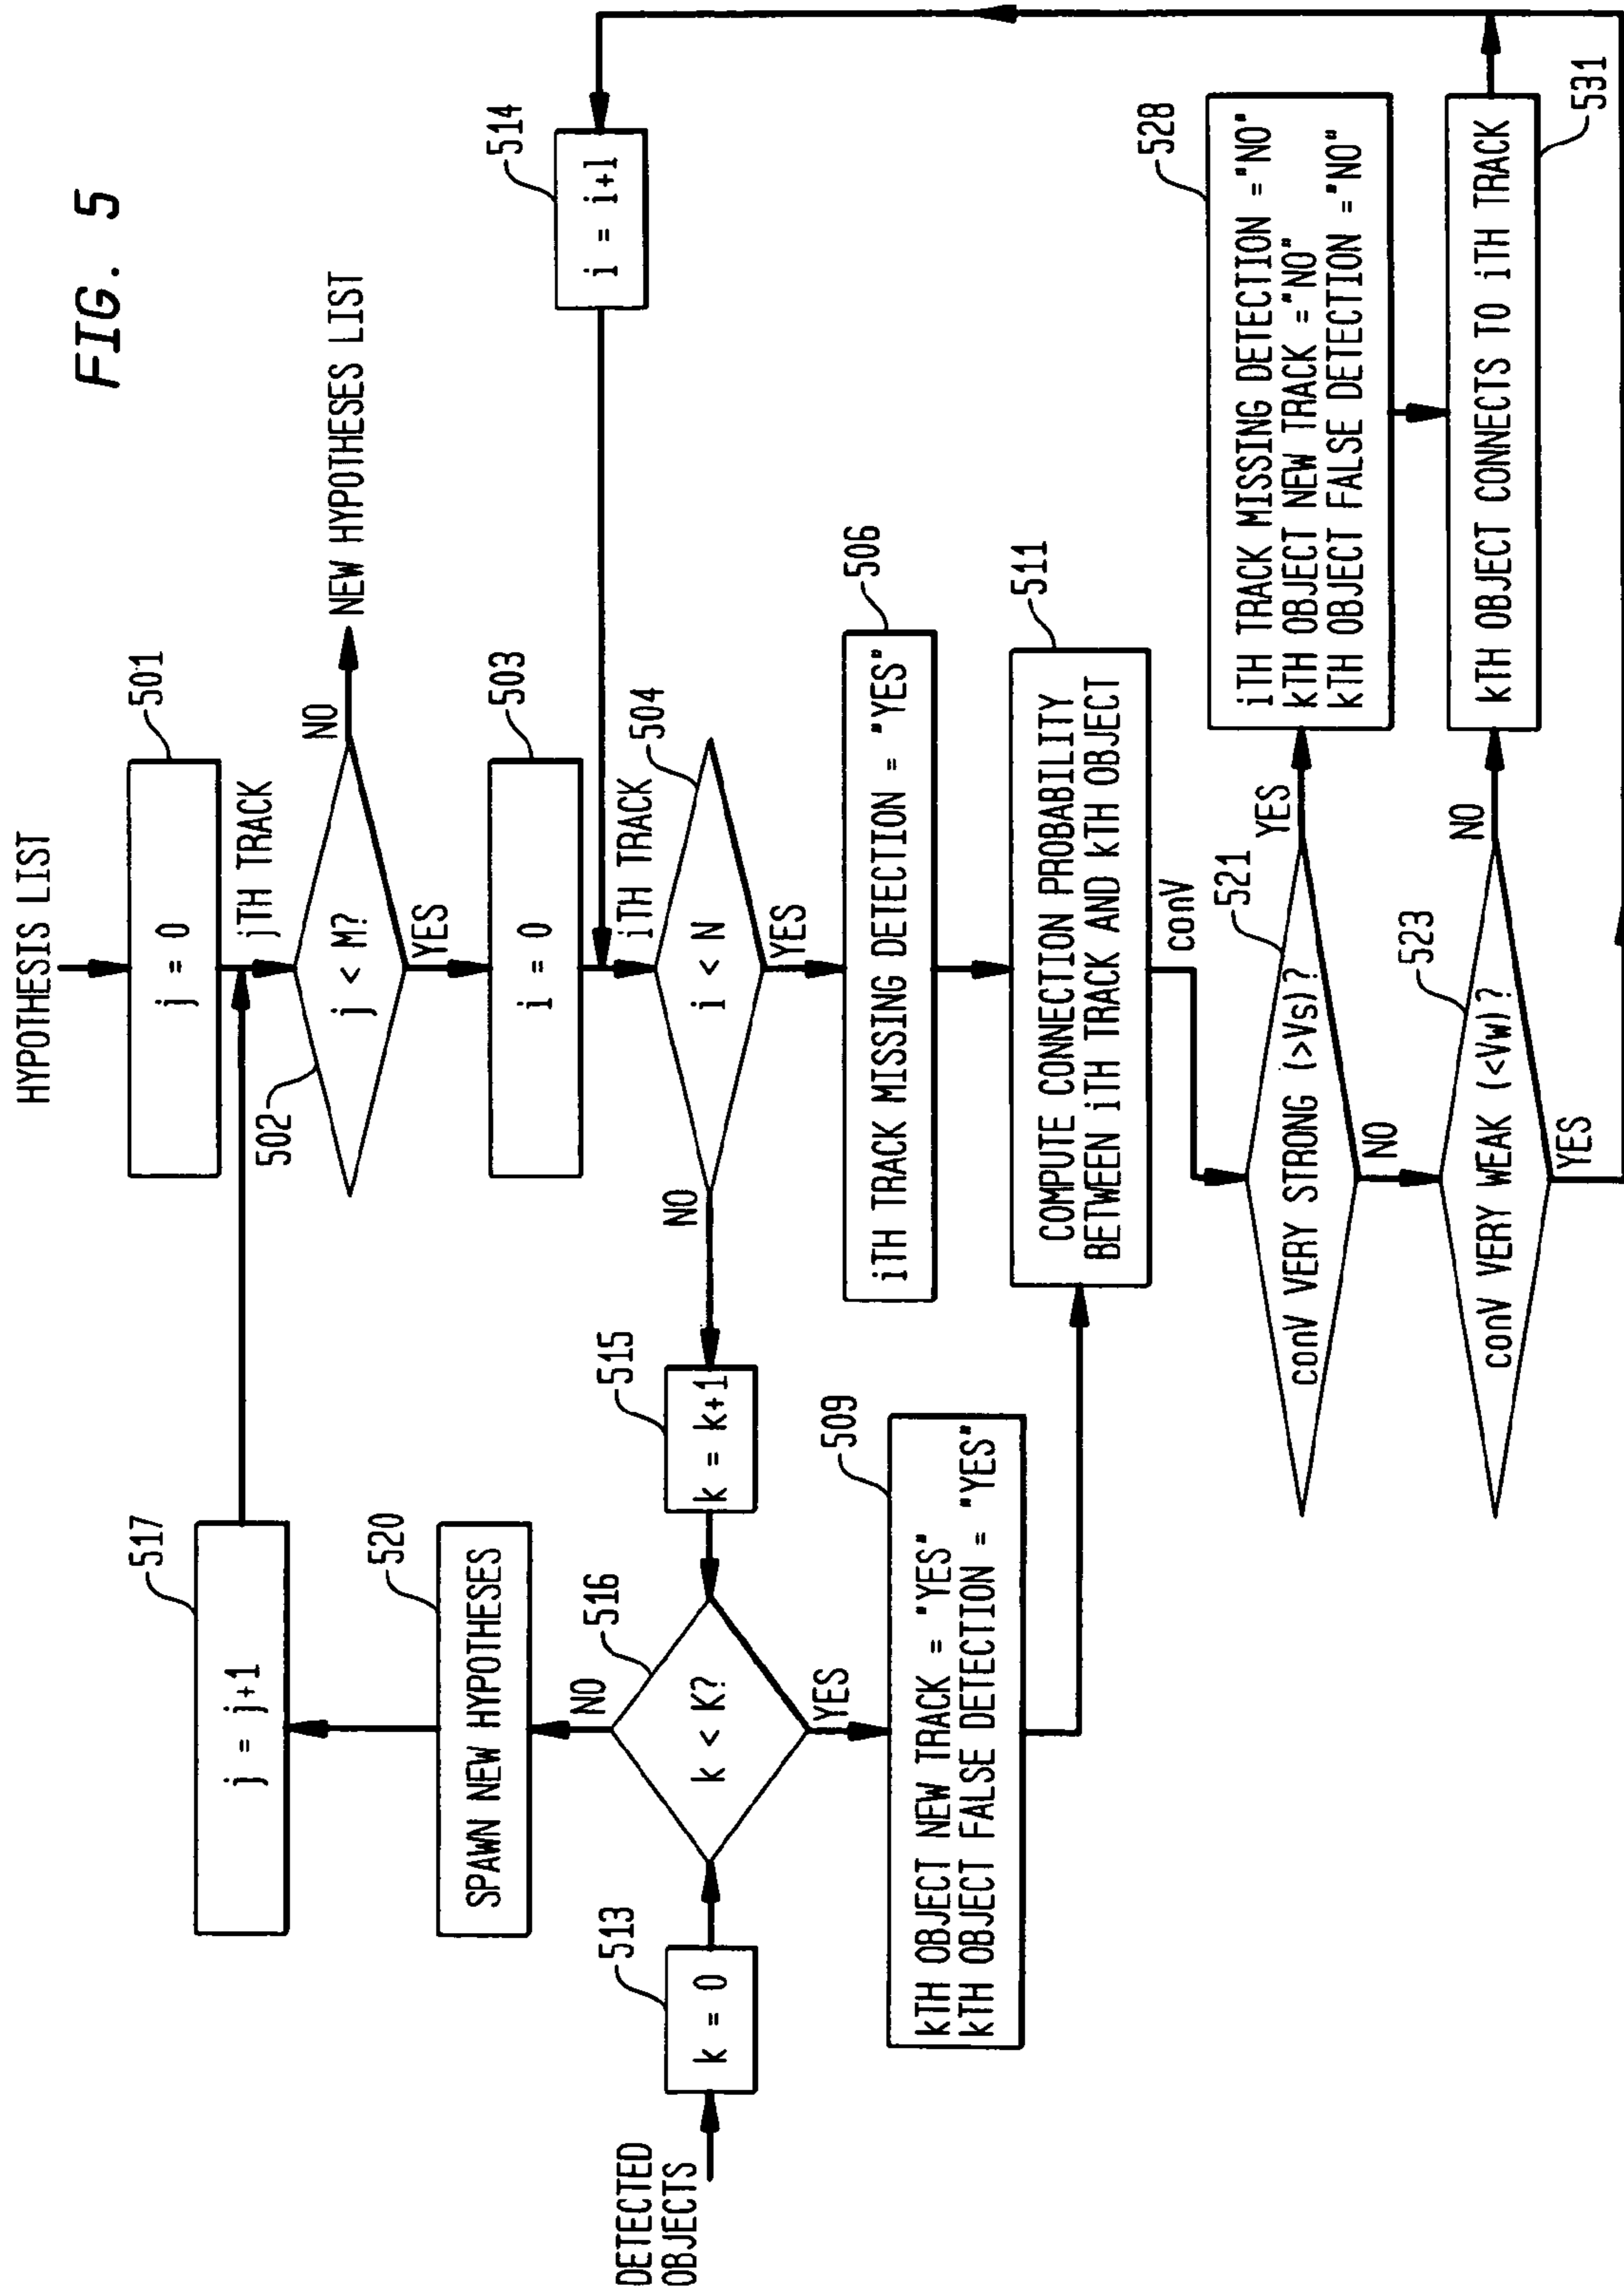 FIG. 5
HYPOTHESIS LIST
501
j = 0
jTH TRACK
502
j < M?
NO
NEW HYPOTHESES LIST
YES
503
i = 0
514
i = i+1
iTH TRACK
504
i < N
NO
YES
506
iTH TRACK MISSING DETECTION = "YES"
511
COMPUTE CONNECTION PROBABILITY
BETWEEN iTH TRACK AND kTH OBJECT
conV
517
j = j+1
520
SPAWN NEW HYPOTHESES
DETECTED
OBJECTS
513
k = 0
516
k < K?
NO
YES
515
k = k+1
509
kTH OBJECT NEW TRACK = "YES"
kTH OBJECT FALSE DETECTION = "YES"
521
conV VERY STRONG (>Vs)?
YES
NO
528
iTH TRACK MISSING DETECTION ="NO"
kTH OBJECT NEW TRACK ="NO"
kTH OBJECT FALSE DETECTION ="NO"
523
conV VERY WEAK (<Vw)?
NO
YES
kTH OBJECT CONNECTS TO iTH TRACK
531